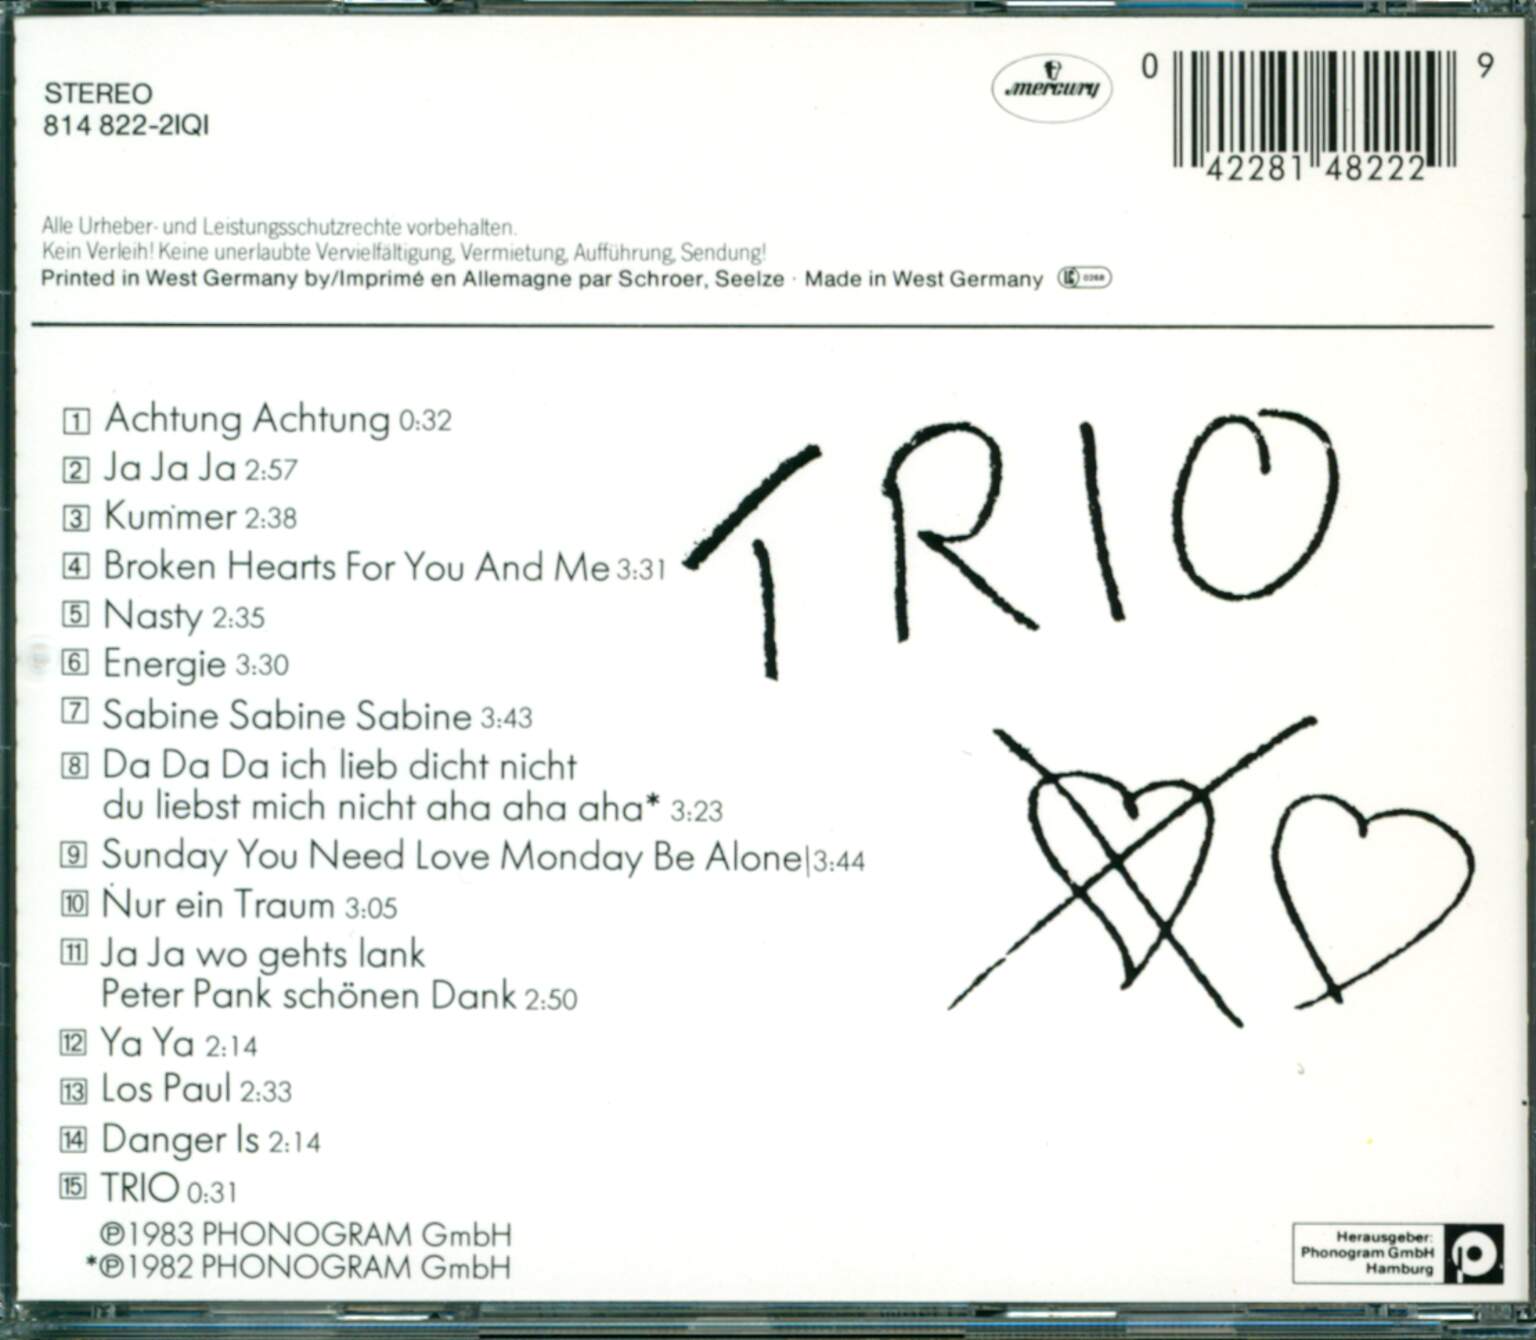 STEREO
814 822-2IQI
mercury
0 42281 48222 9
Alle Urheber- und Leistungsschutzrechte vorbehalten.
Kein Verleih! Keine unerlaubte Vervielfältigung, Vermietung, Aufführung, Sendung!
Printed in West Germany by/Imprimé en Allemagne par Schroer, Seelze · Made in West Germany LC 0268
1 Achtung Achtung 0:32
2 Ja Ja Ja 2:57
3 Kummer 2:38
4 Broken Hearts For You And Me 3:31
5 Nasty 2:35
6 Energie 3:30
7 Sabine Sabine Sabine 3:43
8 Da Da Da ich lieb dicht nicht
du liebst mich nicht aha aha aha* 3:23
9 Sunday You Need Love Monday Be Alone|3:44
10 Nur ein Traum 3:05
11 Ja Ja wo gehts lank
Peter Pank schönen Dank 2:50
12 Ya Ya 2:14
13 Los Paul 2:33
14 Danger Is 2:14
15 TRIO 0:31
℗1983 PHONOGRAM GmbH
*℗1982 PHONOGRAM GmbH
TRIO
Herausgeber:
Phonogram GmbH
Hamburg
p